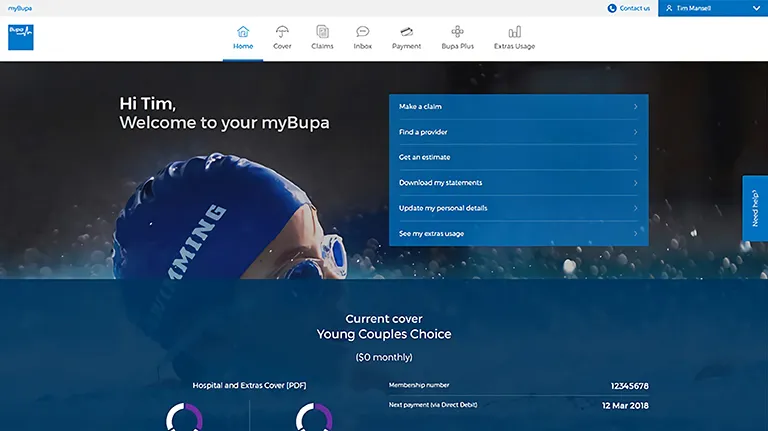 myBupa
Contact us
Tim Mansell
Bupa
Home
Cover
Claims
Inbox
Payment
Bupa Plus
Extras Usage
Hi Tim,
Welcome to your myBupa
Make a claim
Find a provider
Get an estimate
Download my statements
Update my personal details
See my extras usage
Need help?
SWIMMING
Current cover
Young Couples Choice
($0 monthly)
Hospital and Extras Cover [PDF]
Membership number 12345678
Next payment (via Direct Debit) 12 Mar 2018